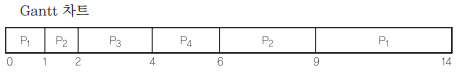 Gantt 차트
P₁ P₂ P₃ P₄ P₂ P₁
0 1 2 4 6 9 14